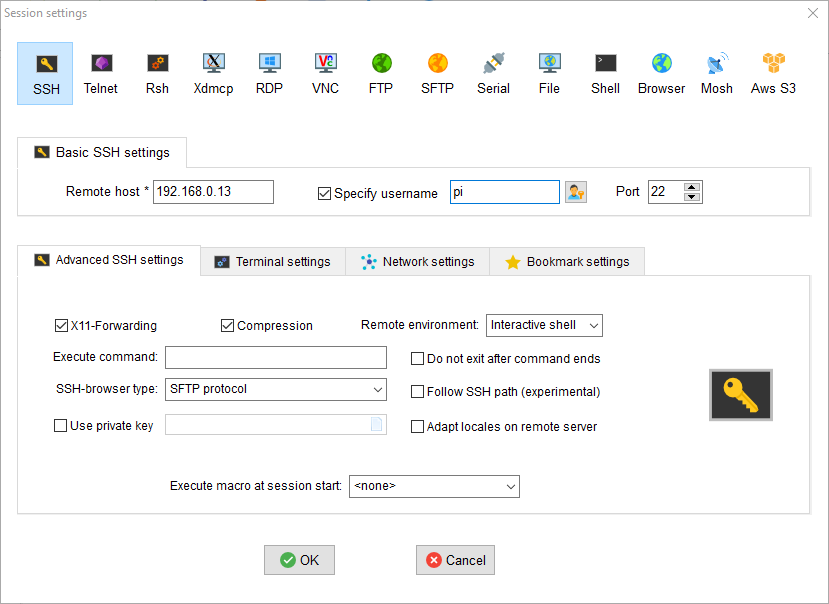 Session settings
SSH Telnet Rsh Xdmcp RDP VNC FTP SFTP Serial File Shell Browser Mosh Aws S3
Basic SSH settings
Remote host * 192.168.0.13 Specify username pi Port 22
Advanced SSH settings Terminal settings Network settings Bookmark settings
X11-Forwarding Compression Remote environment: Interactive shell
Execute command: Do not exit after command ends
SSH-browser type: SFTP protocol Follow SSH path (experimental)
Use private key Adapt locales on remote server
Execute macro at session start: <none>
OK Cancel